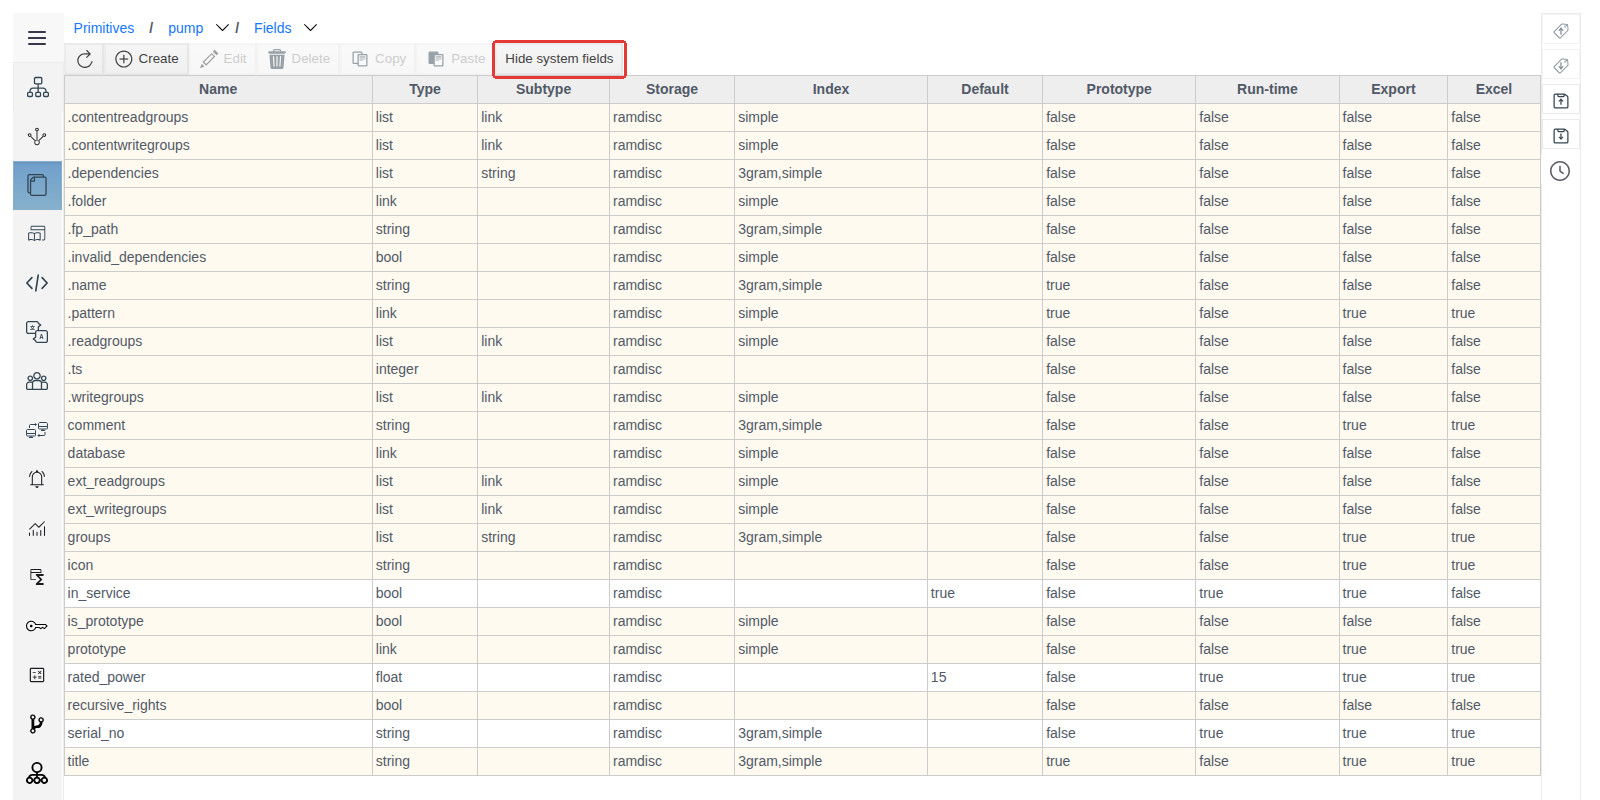 Primitives / pump / Fields
Create Edit Delete Copy Paste Hide system fields
Name Type Subtype Storage Index Default Prototype Run-time Export Excel
.contentreadgroups list link ramdisc simple false false false false
.contentwritegroups list link ramdisc simple false false false false
.dependencies list string ramdisc 3gram,simple false false false false
.folder link ramdisc simple false false false false
.fp_path string ramdisc 3gram,simple false false false false
.invalid_dependencies bool ramdisc simple false false false false
.name string ramdisc 3gram,simple true false false false
.pattern link ramdisc simple true false true true
.readgroups list link ramdisc simple false false false false
.ts integer ramdisc false false false false
.writegroups list link ramdisc simple false false false false
comment string ramdisc 3gram,simple false false true true
database link ramdisc simple false false false false
ext_readgroups list link ramdisc simple false false false false
ext_writegroups list link ramdisc simple false false false false
groups list string ramdisc 3gram,simple false false true true
icon string ramdisc false false true true
in_service bool ramdisc true false true true false
is_prototype bool ramdisc simple false false false false
prototype link ramdisc simple false false true true
rated_power float ramdisc 15 false true true true
recursive_rights bool ramdisc false false false false
serial_no string ramdisc 3gram,simple false true true true
title string ramdisc 3gram,simple true false true true